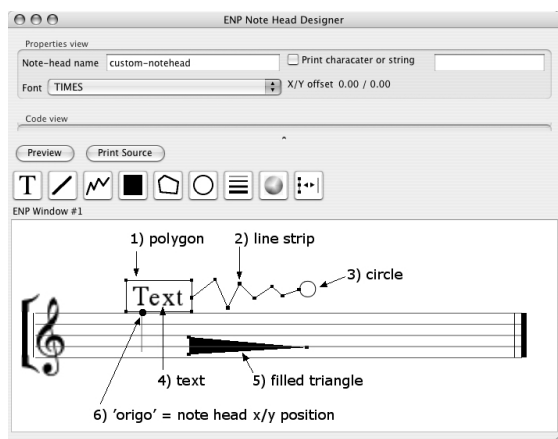 ENP Note Head Designer
Properties view
Note-head name custom-notehead Print characater or string
Font TIMES X/Y offset 0.00 / 0.00
Code view
Preview Print Source
T
ENP Window #1
1) polygon 2) line strip
3) circle
Text
4) text 5) filled triangle
6) 'origo' = note head x/y position